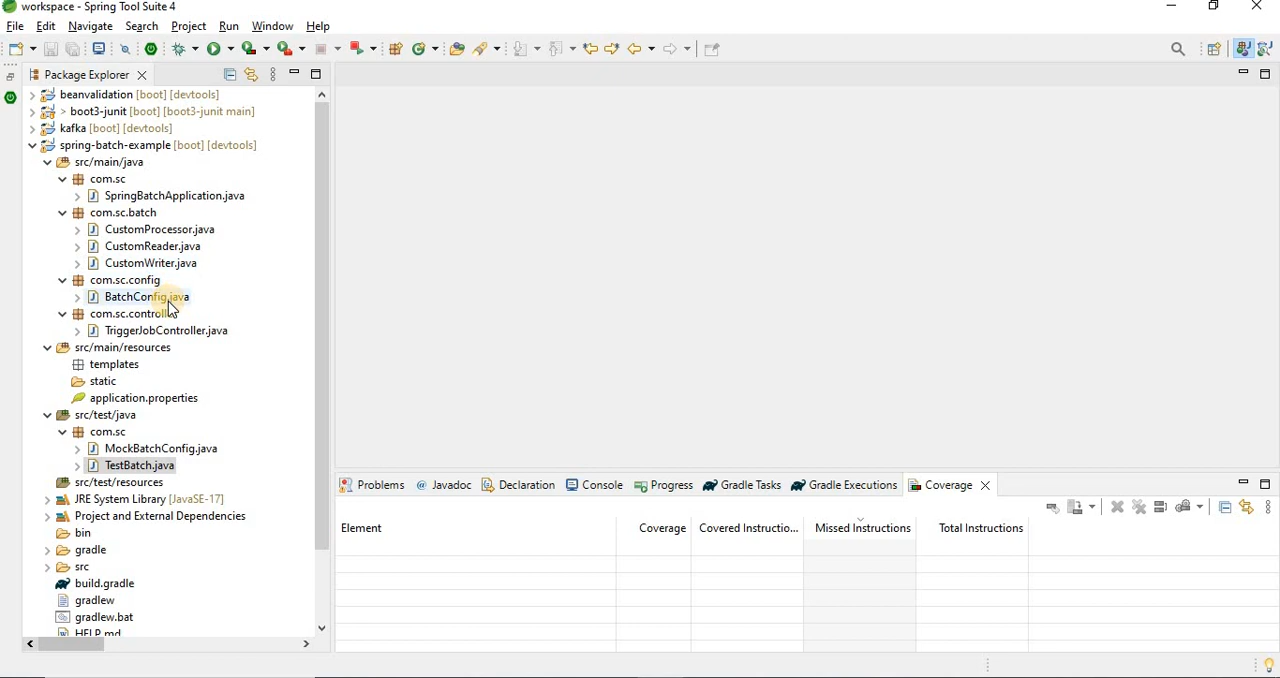 workspace - Spring Tool Suite 4
File Edit Navigate Search Project Run Window Help
Package Explorer
beanvalidation [boot] [devtools]
> boot3-junit [boot] [boot3-junit main]
kafka [boot] [devtools]
spring-batch-example [boot] [devtools]
src/main/java
com.sc
SpringBatchApplication.java
com.sc.batch
CustomProcessor.java
CustomReader.java
CustomWriter.java
com.sc.config
BatchConfig.java
com.sc.controll
TriggerJobController.java
src/main/resources
templates
static
application.properties
src/test/java
com.sc
MockBatchConfig.java
TestBatch.java
src/test/resources
JRE System Library [JavaSE-17]
Project and External Dependencies
bin
gradle
src
build.gradle
gradlew
gradlew.bat
HELP.md
Problems Javadoc Declaration Console Progress Gradle Tasks Gradle Executions Coverage
Element Coverage Covered Instructio... Missed Instructions Total Instructions